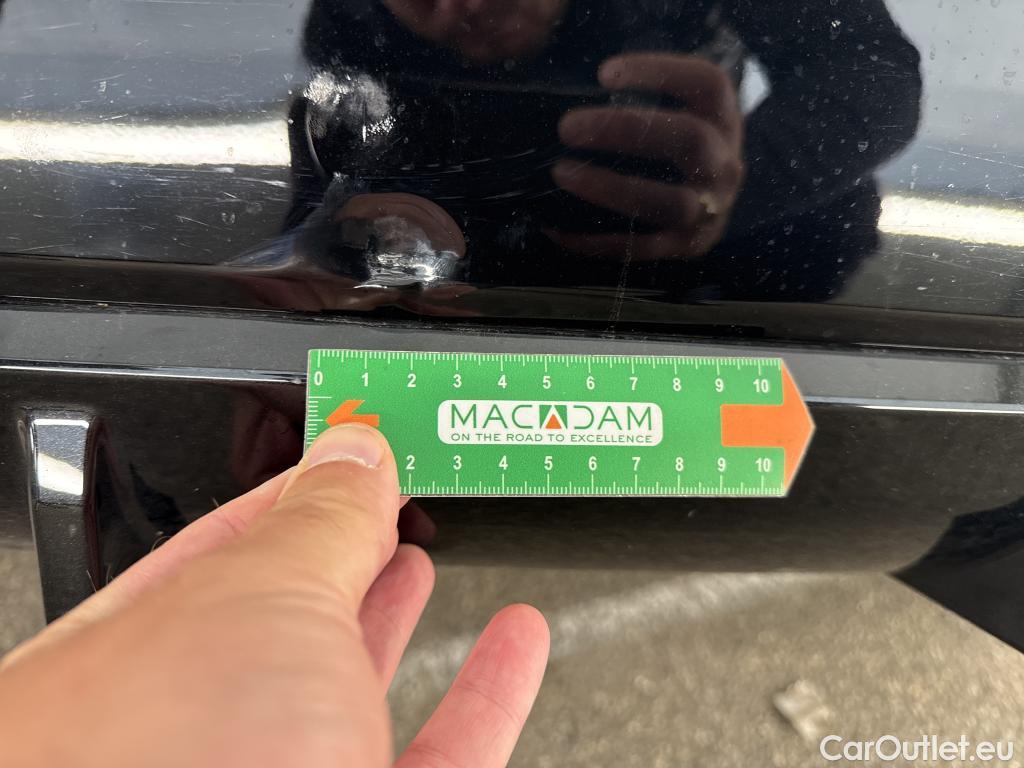 0 1 2 3 4 5 6 7 8 9 10
MACADAM
ON THE ROAD TO EXCELLENCE
2 3 4 5 6 7 8 9 10
CarOutlet.eu